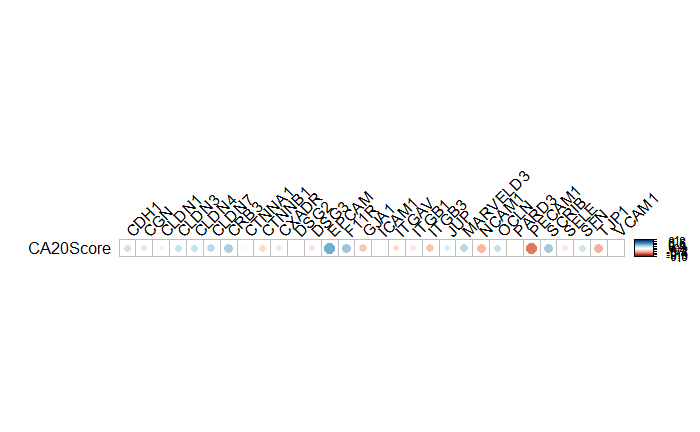 CDH1
CGN
CLDN1
CLDN3
CLDN4
CLDN7
CRB3
CTNNA1
CTNNB1
CXADR
DSG2
DSG3
EPCAM
F11R
GJA1
ICAM1
ITGAV
ITGB1
ITGB3
JUP
MARVELD3
NCAM1
OCLN
PARD3
PECAM1
SCRIB
SELE
SFN
TJP1
VCAM1
CA20Score